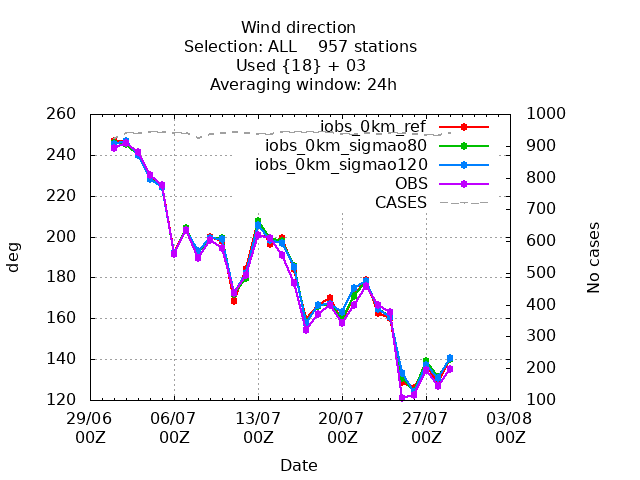 Wind direction
Selection: ALL    957 stations
Used {18} + 03
Averaging window: 24h
iobs_0km_ref
iobs_0km_sigmao80
iobs_0km_sigmao120
OBS
CASES
deg
260
240
220
200
180
160
140
120
No cases
1000
900
800
700
600
500
400
300
200
100
29/06 06/07 13/07 20/07 27/07 03/08
00Z 00Z 00Z 00Z 00Z 00Z
Date